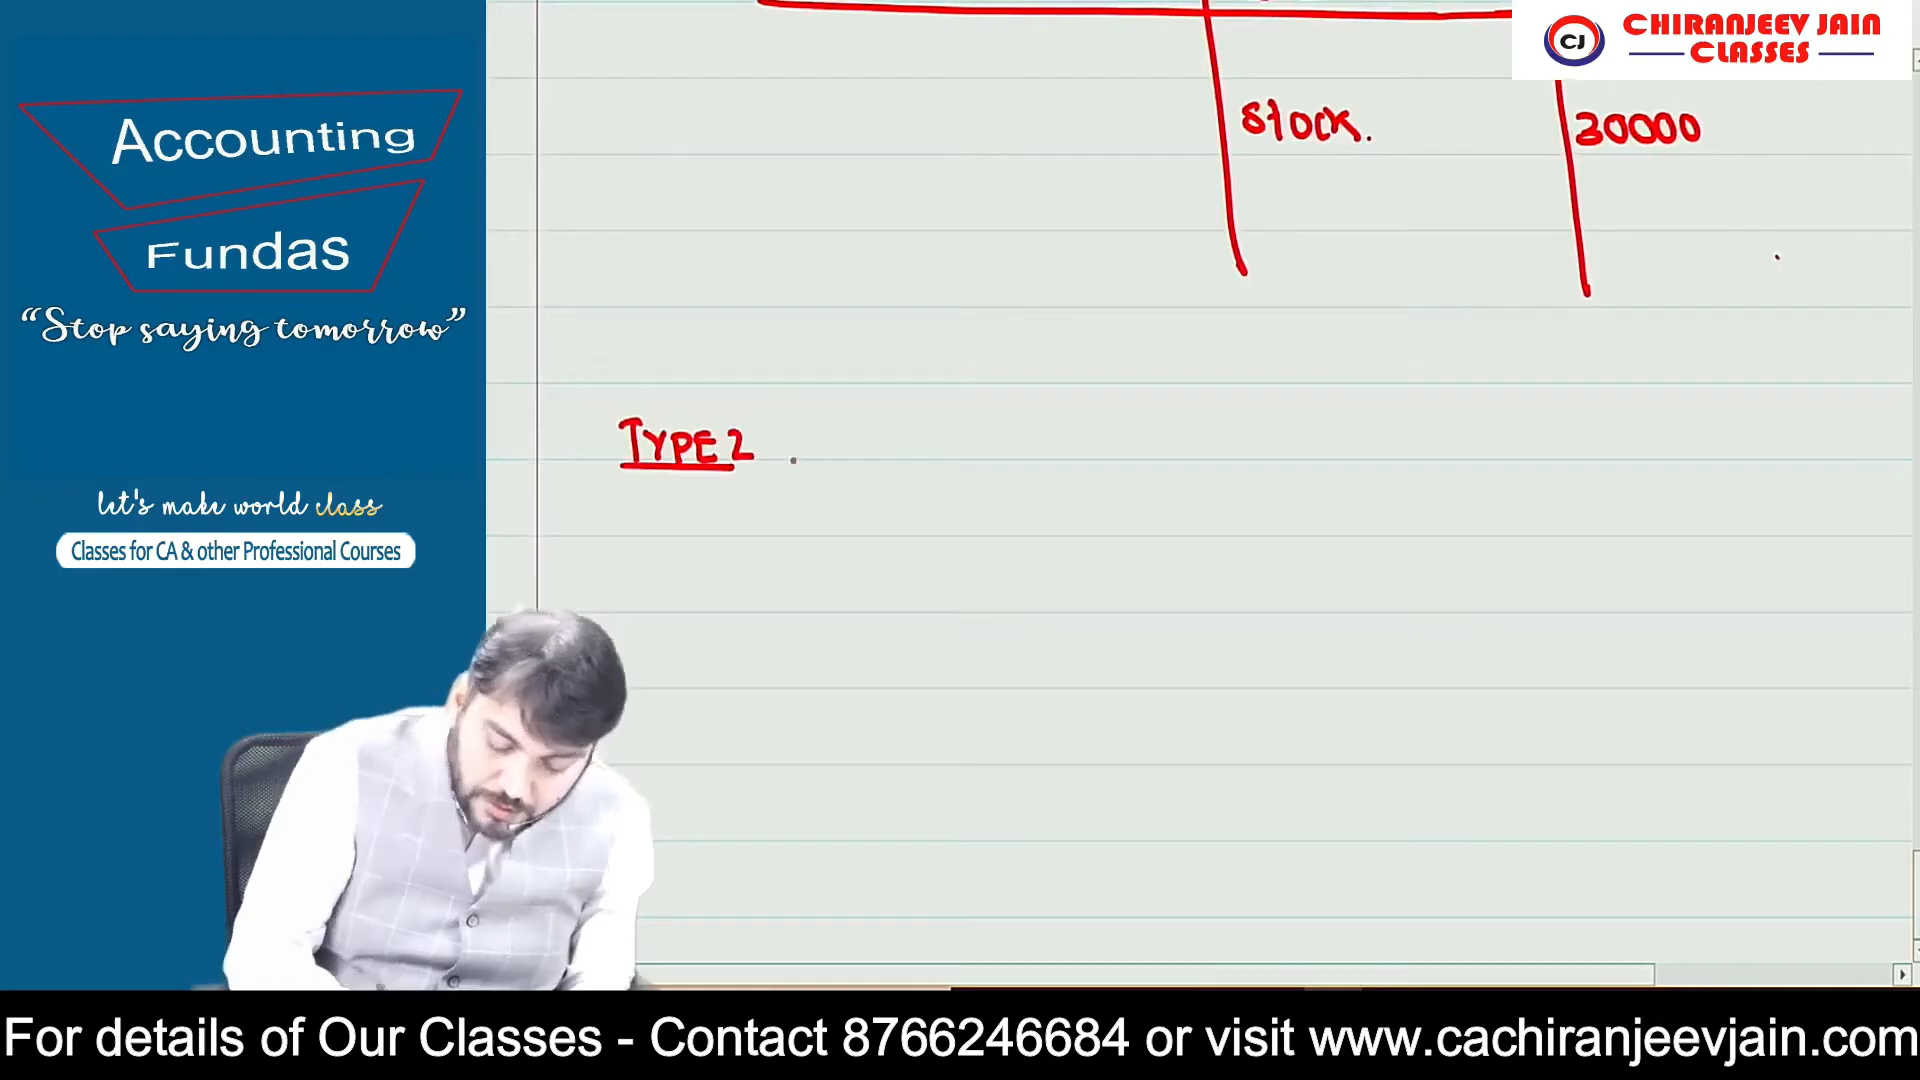 CHIRANJEEV JAIN
CJ
CLASSES
Accounting
Fundas
Stock. 30000
“Stop saying tomorrow”
TYPE 2
let's make world class
Classes for CA & other Professional Courses
For details of Our Classes - Contact 8766246684 or visit www.cachiranjeevjain.com